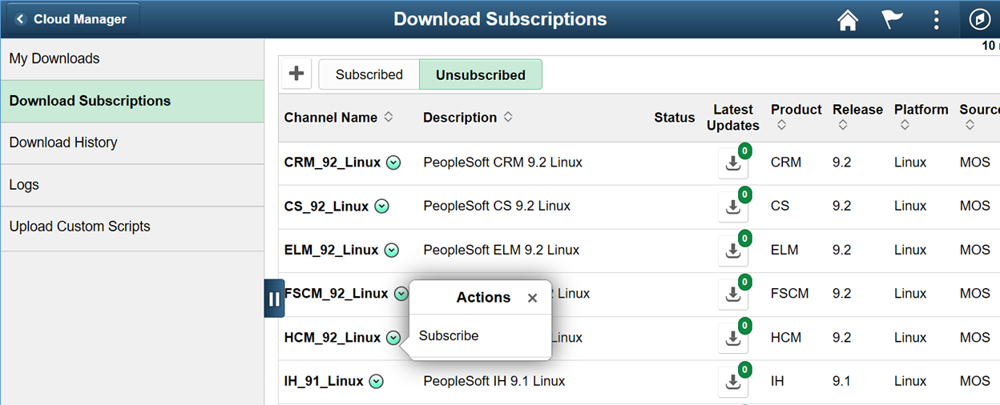 Cloud Manager
Download Subscriptions
10
My Downloads
Download Subscriptions
Download History
Logs
Upload Custom Scripts
Subscribed Unsubscribed
Channel Name Description Status Latest Updates Product Release Platform Source
CRM_92_Linux PeopleSoft CRM 9.2 Linux 0 CRM 9.2 Linux MOS
CS_92_Linux PeopleSoft CS 9.2 Linux 0 CS 9.2 Linux MOS
ELM_92_Linux PeopleSoft ELM 9.2 Linux 0 ELM 9.2 Linux MOS
FSCM_92_Linux Linux 0 FSCM 9.2 Linux MOS
HCM_92_Linux Linux 0 HCM 9.2 Linux MOS
IH_91_Linux PeopleSoft IH 9.1 Linux 0 IH 9.1 Linux MOS
Actions
Subscribe